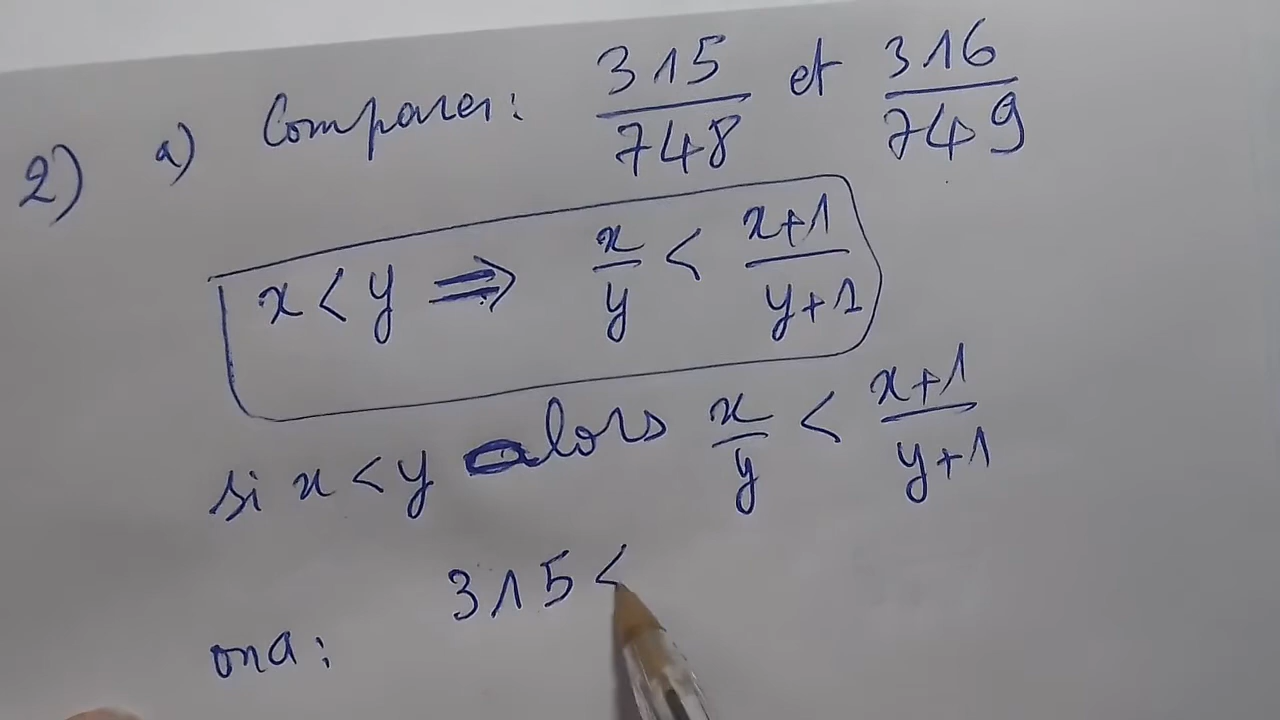 2) a) Comparer : 315/748 et 316/749
x < y ⇒ x/y < x+1/y+1
si x < y alors x/y < x+1/y+1
on a : 315 <